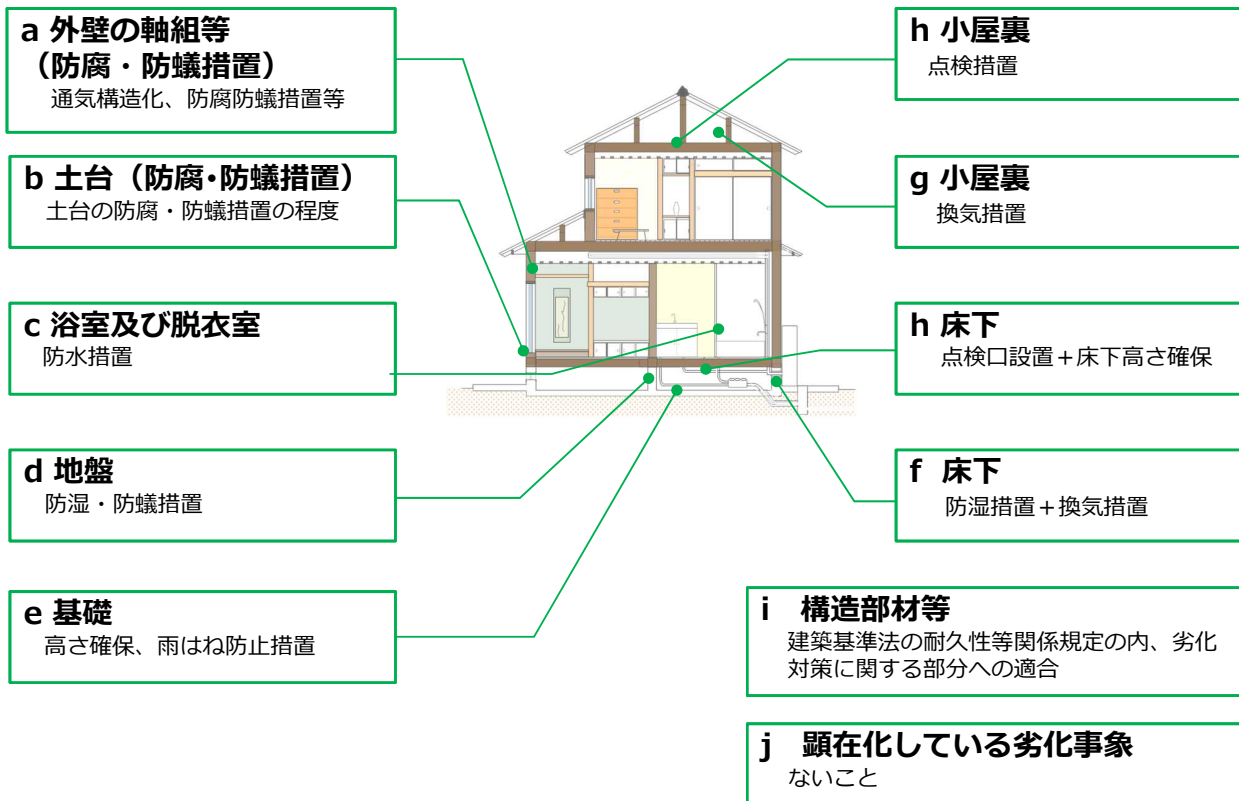 a 外壁の軸組等
（防腐・防蟻措置）
通気構造化、防腐防蟻措置等
b 土台（防腐・防蟻措置）
土台の防腐・防蟻措置の程度
c 浴室及び脱衣室
防水措置
d 地盤
防湿・防蟻措置
e 基礎
高さ確保、雨はね防止措置
h 小屋裏
点検措置
g 小屋裏
換気措置
h 床下
点検口設置＋床下高さ確保
f 床下
防湿措置＋換気措置
i 構造部材等
建築基準法の耐久性等関係規定の内、劣化
対策に関する部分への適合
j 顕在化している劣化事象
ないこと